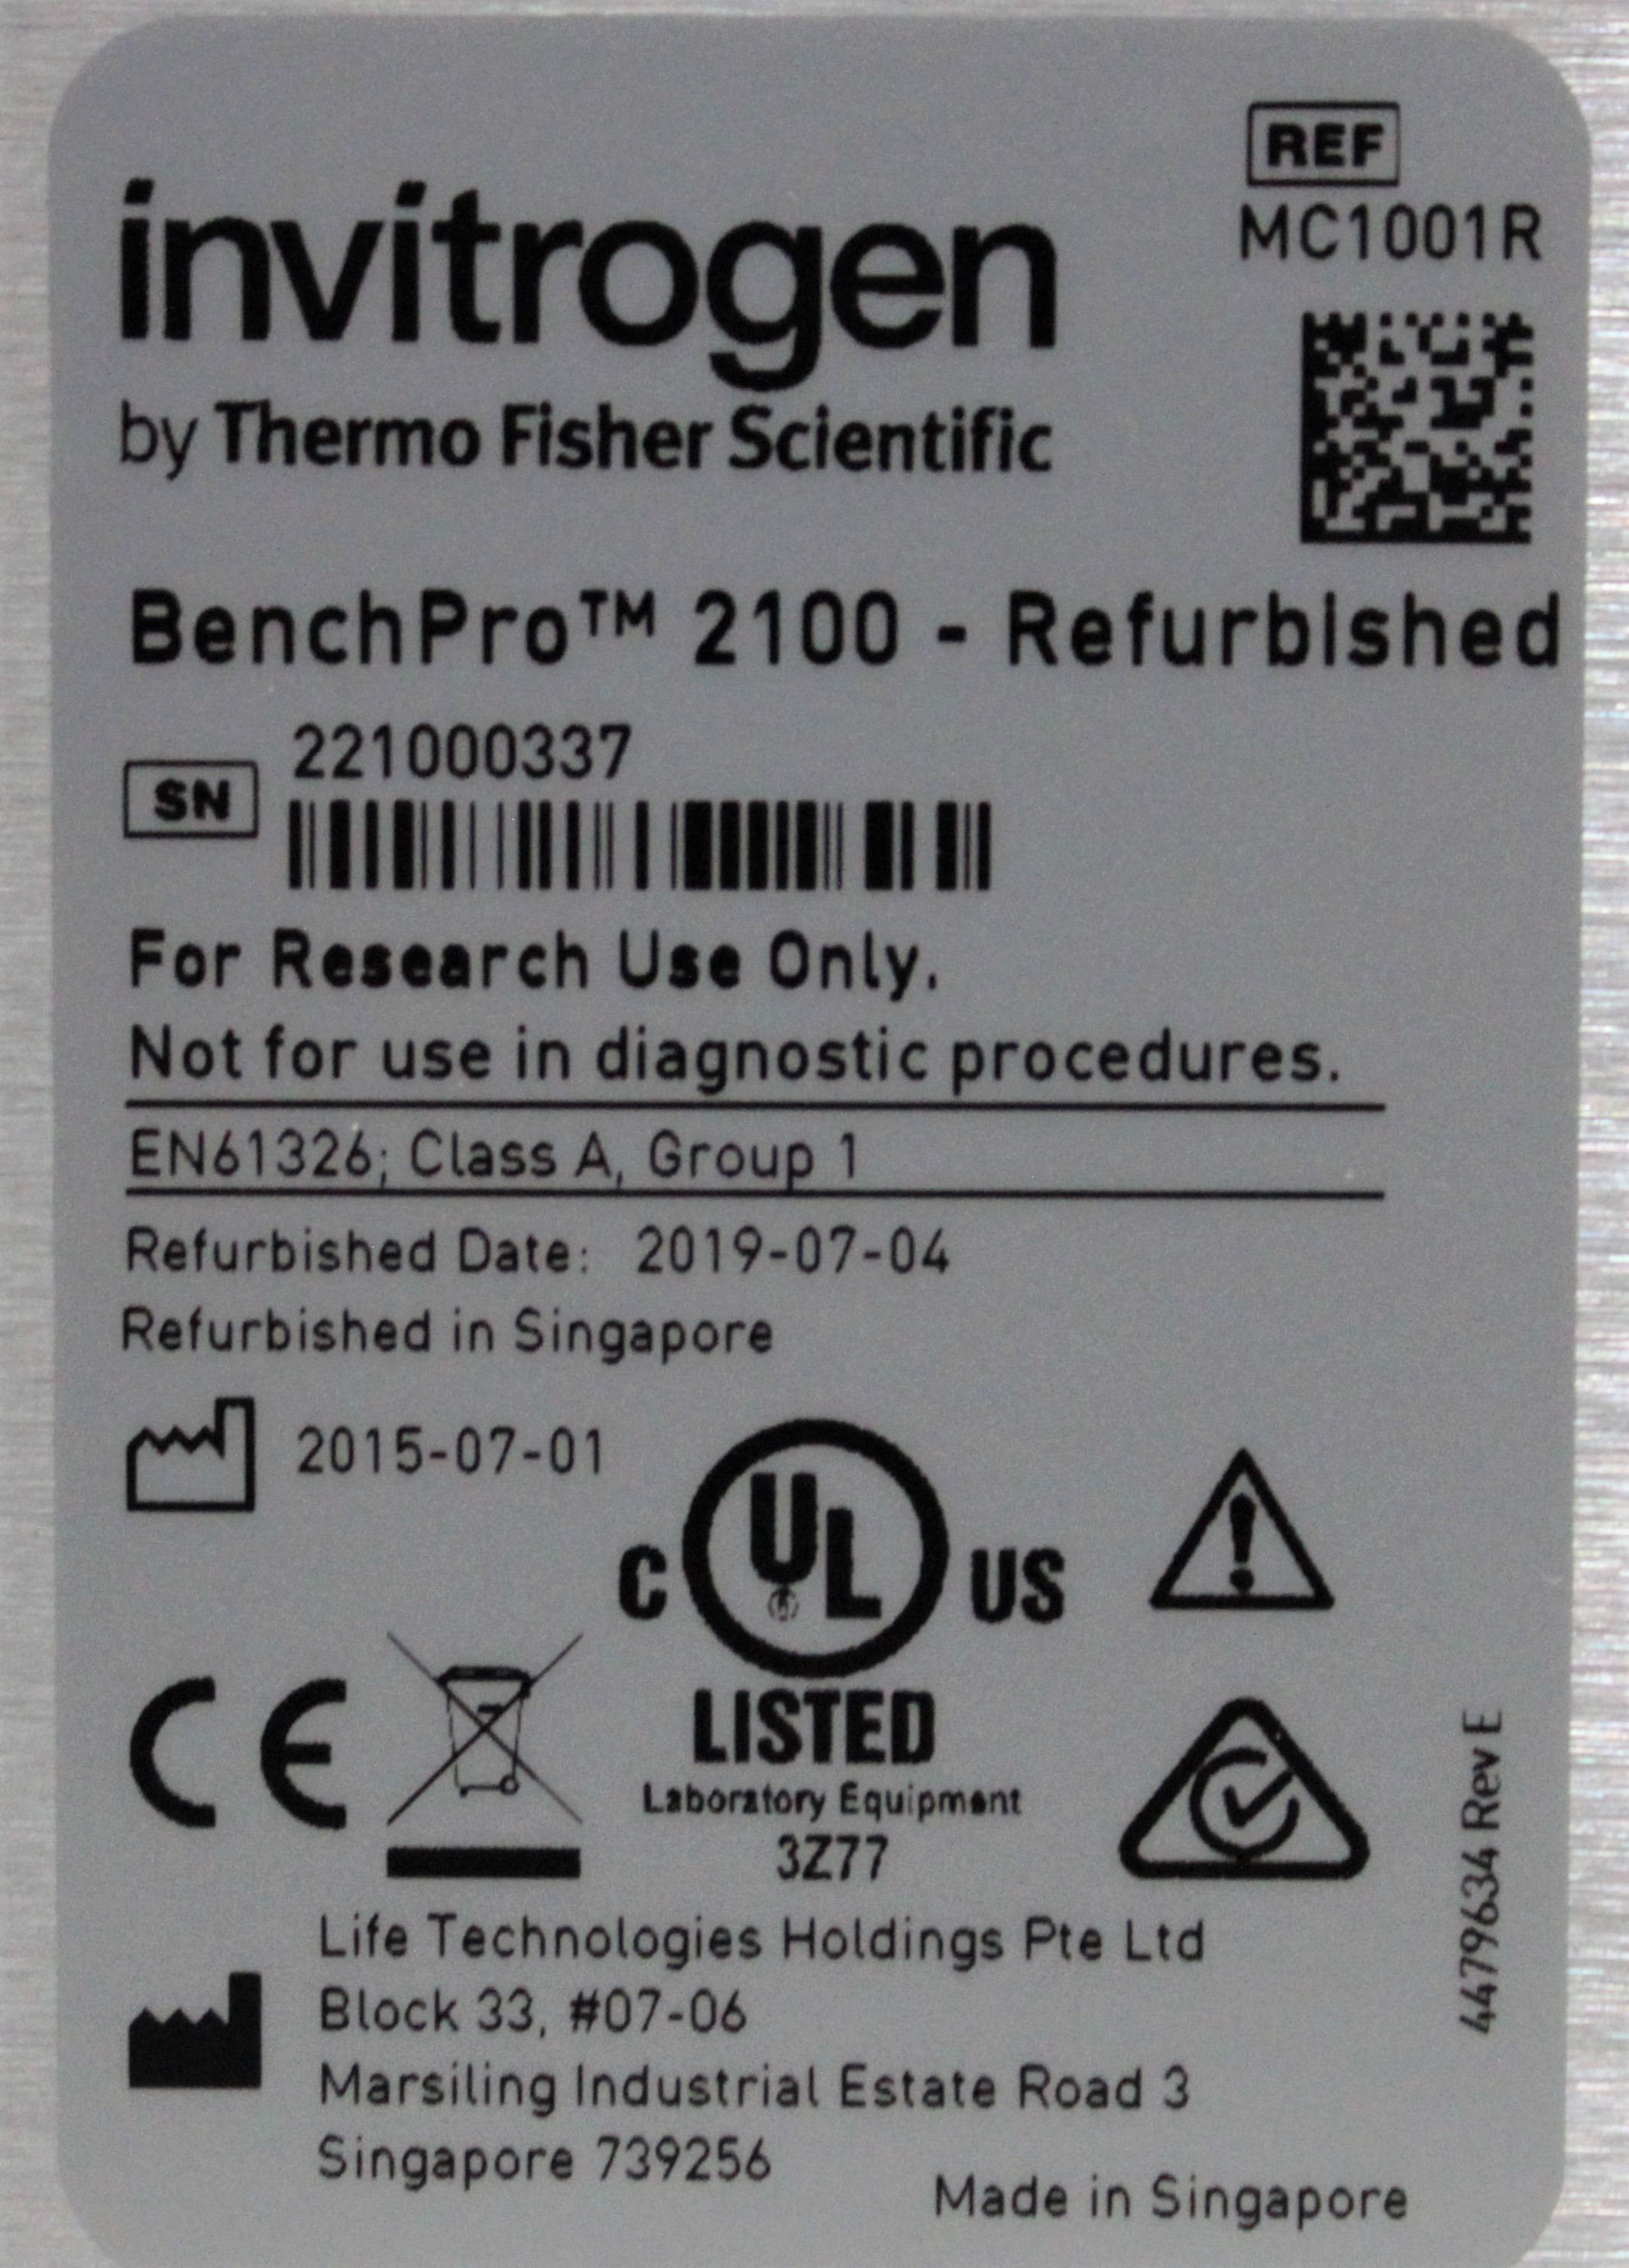 REF
MC1001R
invitrogen
by Thermo Fisher Scientific
BenchPro™ 2100 - Refurbished
221000337
SN
For Research Use Only.
Not for use in diagnostic procedures.
EN61326; Class A, Group 1
Refurbished Date: 2019-07-04
Refurbished in Singapore
2015-07-01
C UL US
CE
LISTED
Laboratory Equipment
3Z77
4479634 Rev E
Life Technologies Holdings Pte Ltd
Block 33, #07-06
Marsiling Industrial Estate Road 3
Singapore 739256
Made in Singapore